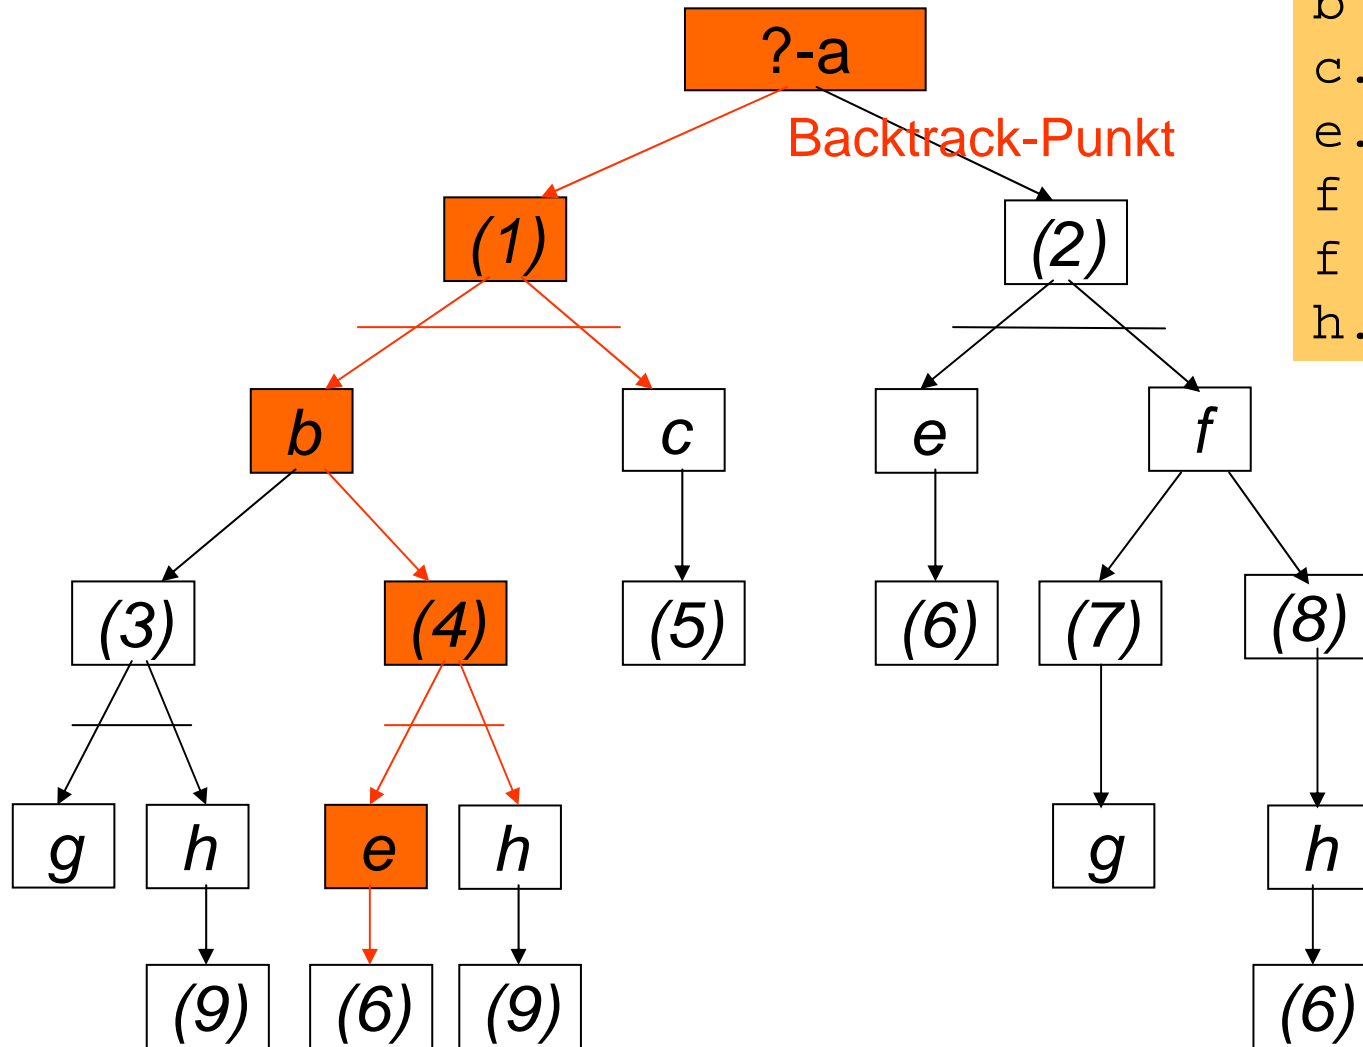 ?-a
Backtrack-Punkt
b
c.
e.
f
f
h.
(1)
(2)
b
c
e
f
(3)
(4)
(5)
(6)
(7)
(8)
g
h
e
h
g
h
(9)
(6)
(9)
(6)